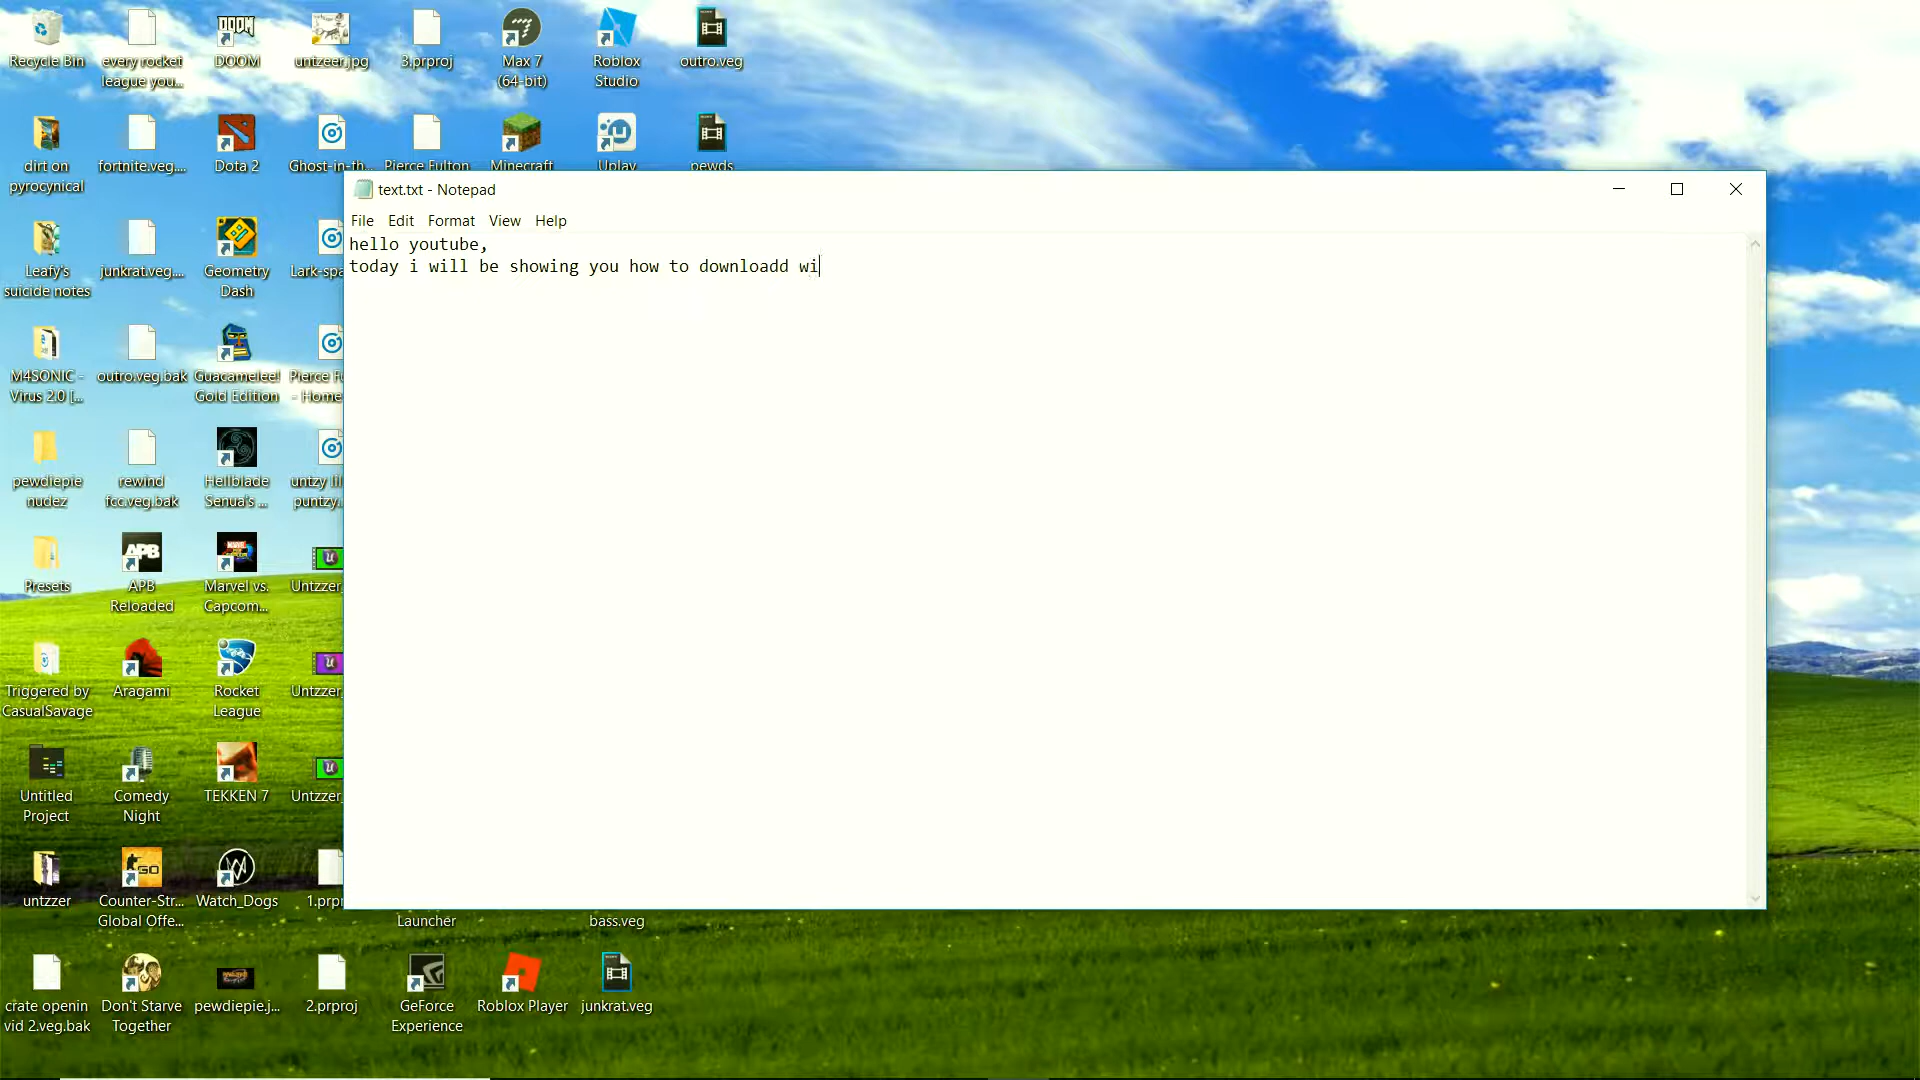 Recycle Bin
every rocket
league you...
DOOM
untzeer.jpg
3.prproj
Max 7
(64-bit)
Roblox
Studio
outro.veg
dirt on
pyrocynical
fortnite.veg....
Dota 2
Ghost-in-th...
Pierce Fulton
Minecraft
Uplay
pewds
text.txt - Notepad
File Edit Format View Help
hello youtube,
today i will be showing you how to downloadd wi
Leafy's
suicide notes
junkrat.veg....
Geometry
Dash
Lark-spa
M4SONIC -
Virus 2.0 [...
outro.veg.bak
Guacamelee!
Gold Edition
Pierce F
- Home
pewdiepie
nudez
rewind
fcc.veg.bak
Hellblade
Senua's ...
untzy lil
puntzy.
Presets
APB
APB
Reloaded
Marvel vs.
Capcom...
Untzzer
Triggered by
CasualSavage
Aragami
Rocket
League
Untzzer
Untitled
Project
Comedy
Night
TEKKEN 7
Untzzer
untzzer
GO
Counter-Str...
Global Offe...
Watch_Dogs
1.prpr
Launcher
bass.veg
crate openin
vid 2.veg.bak
Don't Starve
Together
pewdiepie.j...
2.prproj
GeForce
Experience
Roblox Player
junkrat.veg